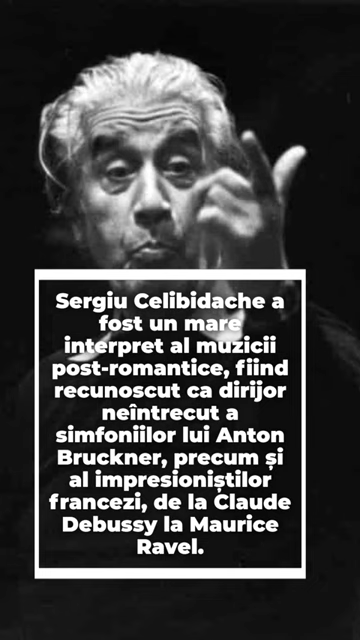 Sergiu Celibidache a
fost un mare
interpret al muzicii
post-romantice, fiind
recunoscut ca dirijor
neîntrecut a
simfoniilor lui Anton
Bruckner, precum și
al impresioniștilor
francezi, de la Claude
Debussy la Maurice
Ravel.